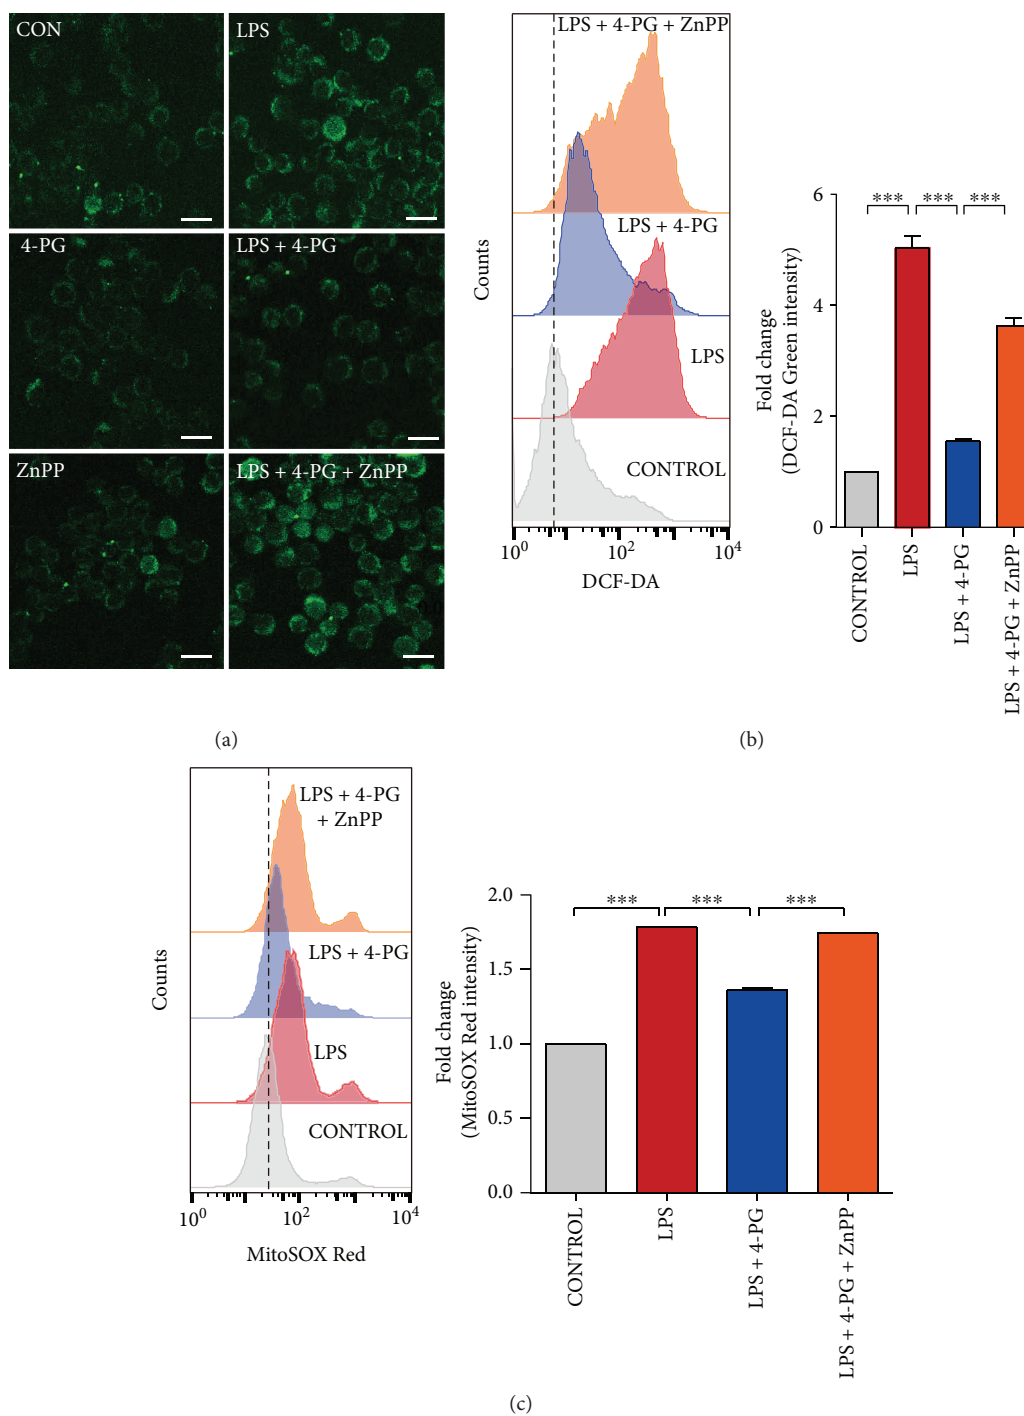 CON
LPS
4-PG
LPS + 4-PG
ZnPP
LPS + 4-PG + ZnPP
(a)
LPS + 4-PG + ZnPP
LPS + 4-PG
LPS
CONTROL
Counts
10^0
10^2
10^4
DCF-DA
Fold change
(DCF-DA Green intensity)
6
4
2
0
***
***
***
CONTROL
LPS
LPS + 4-PG
LPS + 4-PG + ZnPP
(b)
LPS + 4-PG
+ ZnPP
LPS + 4-PG
LPS
CONTROL
Counts
10^0
10^2
10^4
MitoSOX Red
Fold change
(MitoSOX Red intensity)
2.0
1.5
1.0
0.5
0.0
***
***
***
CONTROL
LPS
LPS + 4-PG
LPS + 4-PG + ZnPP
(c)